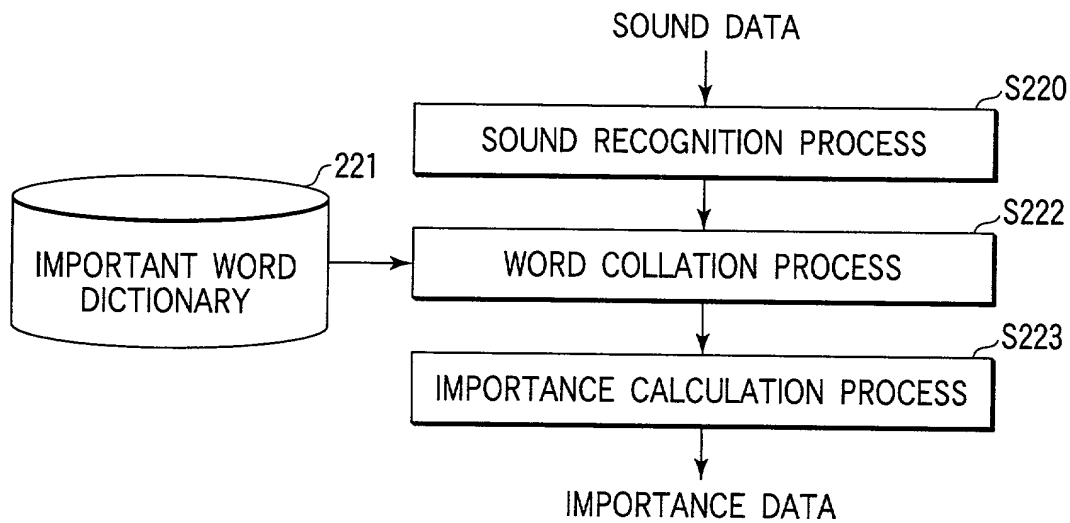 SOUND DATA
S220
SOUND RECOGNITION PROCESS
221
S222
IMPORTANT WORD
DICTIONARY
WORD COLLATION PROCESS
S223
IMPORTANCE CALCULATION PROCESS
IMPORTANCE DATA